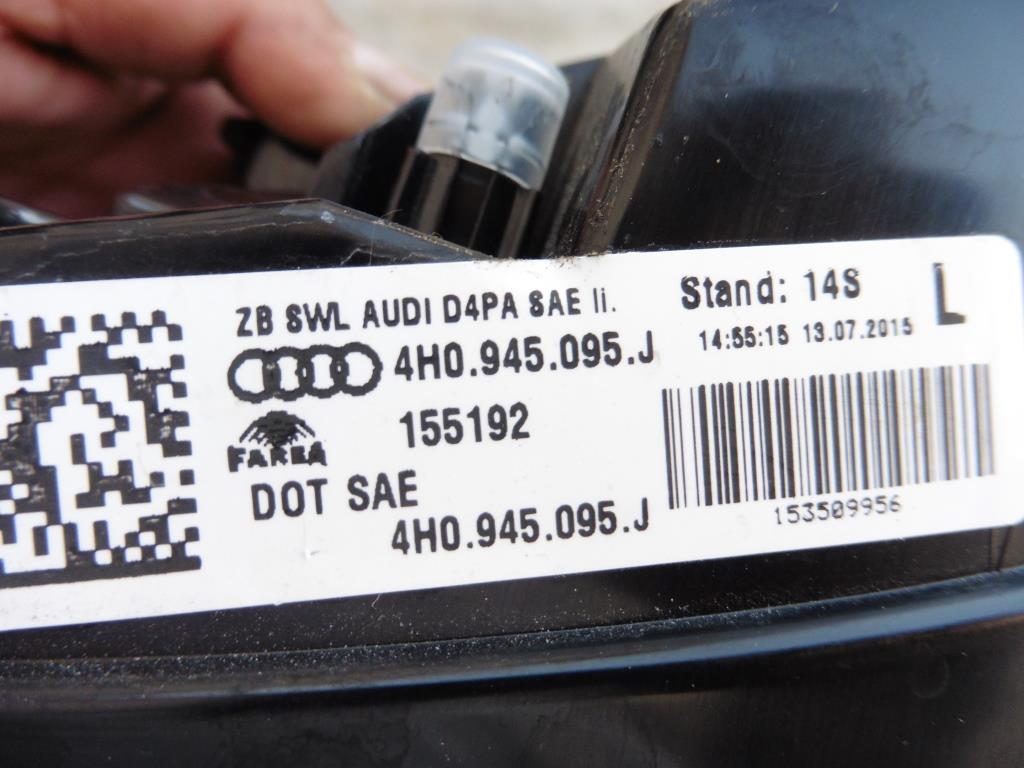 ZB SWL AUDI D4PA SAE li.
Stand: 14S
L
14:55:15 13.07.2015
4H0.945.095.J
FARBA
155192
DOT SAE
4H0.945.095.J
153509956